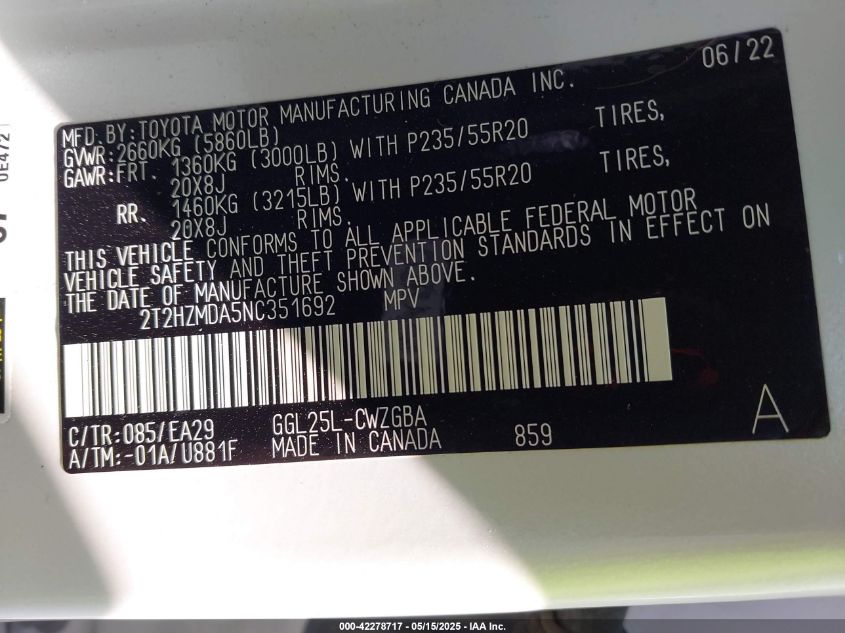 06/22
MFD. BY: TOYOTA MOTOR MANUFACTURING CANADA INC.
GVWR: 2660KG (5860LB)
GAWR: FRT. 1360KG (3000LB) WITH P235/55R20 TIRES,
20X8J RIMS.
RR. 1460KG (3215LB) WITH P235/55R20 TIRES,
20X8J RIMS.
THIS VEHICLE CONFORMS TO ALL APPLICABLE FEDERAL MOTOR
VEHICLE SAFETY AND THEFT PREVENTION STANDARDS IN EFFECT ON
THE DATE OF MANUFACTURE SHOWN ABOVE.
2T2HZMDA5NC351692 MPV
C/TR: 085/EA29 GGL25L-CWZGBA
A/TM: -01A/U881F MADE IN CANADA 859
A
0E472
000-42278717 - 05/15/2025 - IAA Inc.